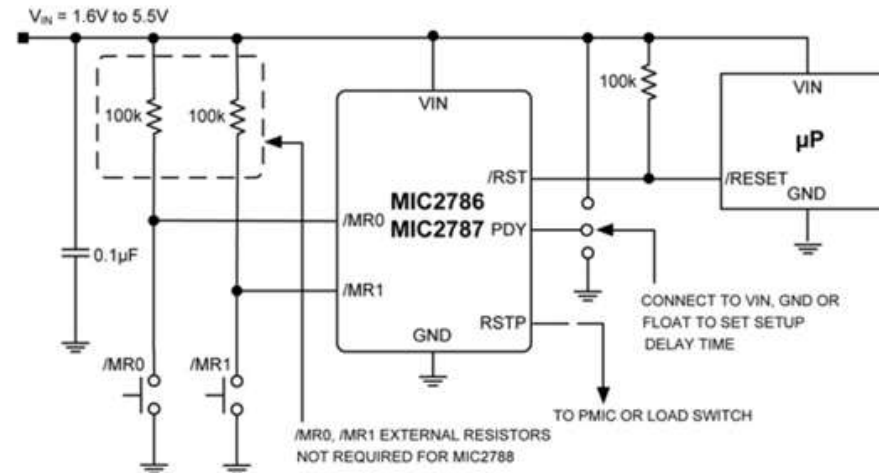 V_IN = 1.6V to 5.5V
100k
100k
100k
VIN
VIN
µP
/RST
/RESET
MIC2786
GND
/MR0
MIC2787
PDY
0.1µF
/MR1
CONNECT TO VIN, GND OR
FLOAT TO SET SETUP
DELAY TIME
RSTP
GND
/MR0
/MR1
TO PMIC OR LOAD SWITCH
/MR0, /MR1 EXTERNAL RESISTORS
NOT REQUIRED FOR MIC2788